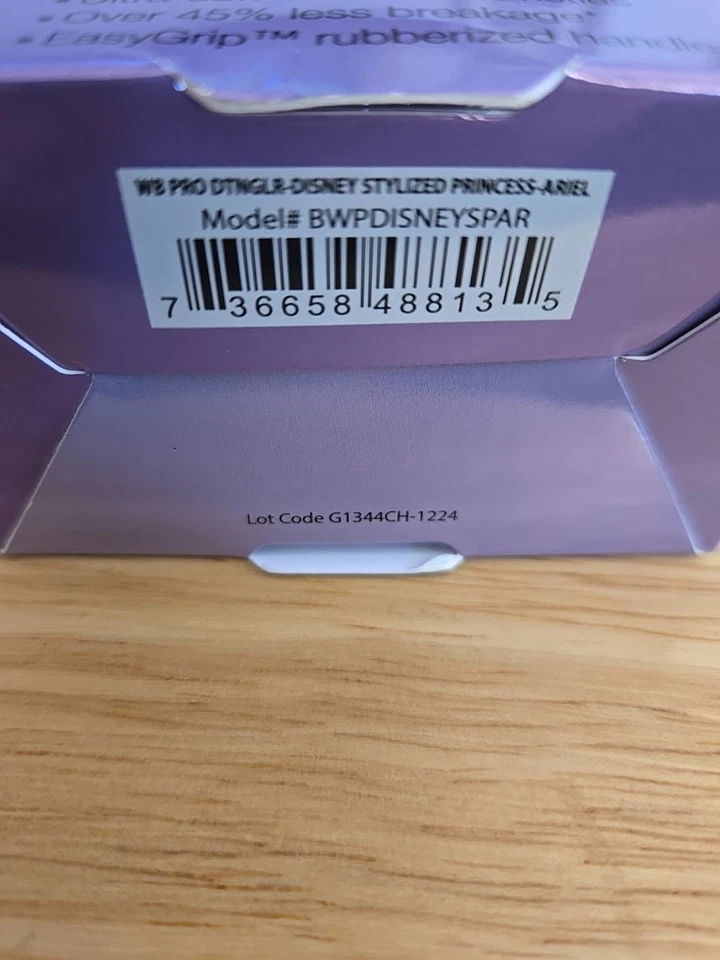 • Over 45% less breakage*
• EasyGrip™ rubberized handle
WB PRO DTNGLR-DISNEY STYLIZED PRINCESS-ARIEL
Model# BWPDISNEYSPAR
7 36658 48813 5
Lot Code G1344CH-1224